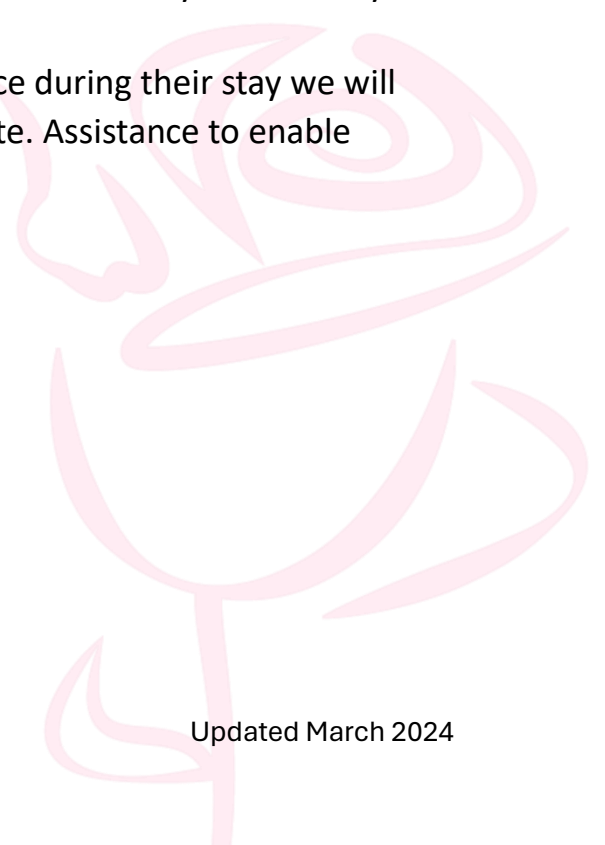 ce during their stay we will
te. Assistance to enable
Updated March 2024